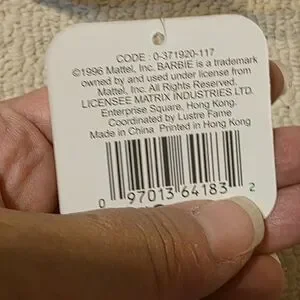 CODE : 0-371920-117
©1996 Mattel, Inc. BARBIE is a trademark
owned by and used under license from
Mattel, Inc. All Rights Reserved.
LICENSEE MATRIX INDUSTRIES LTD.
Enterprise Square, Hong Kong.
Coordinated by Lustre Fame
Made in China Printed in Hong Kong
0 97013 64183 2